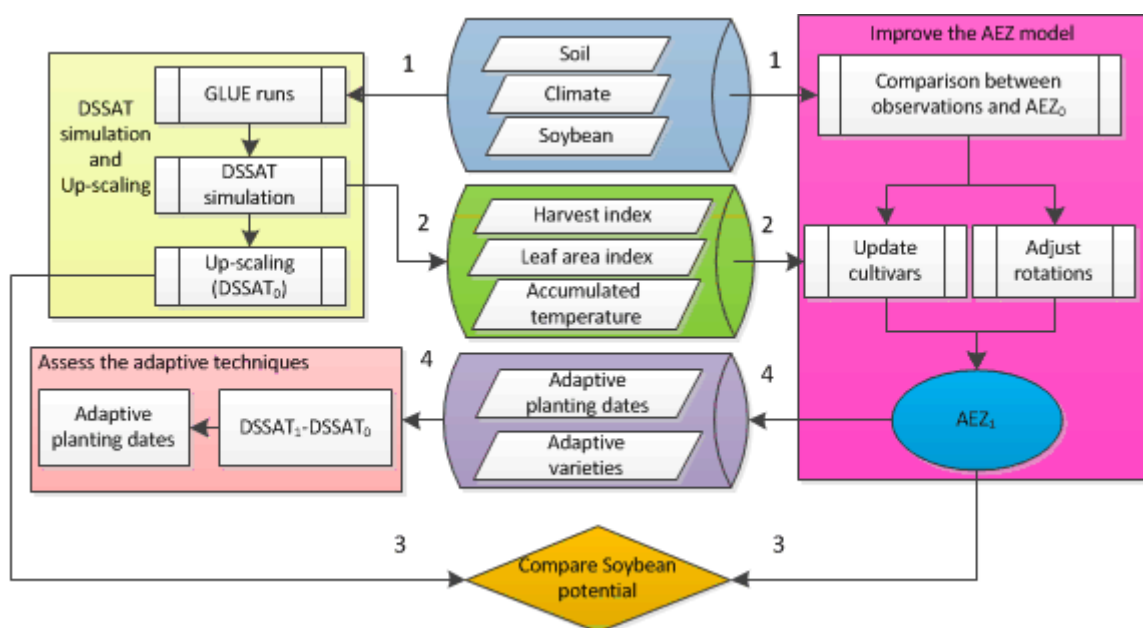 DSSAT
simulation
and
Up-scaling
GLUE runs
DSSAT
simulation
Up-scaling
(DSSAT₀)
1
Soil
Climate
Soybean
1
Improve the AEZ model
Comparison between
observations and AEZ₀
2
Harvest index
Leaf area index
Accumulated
temperature
2
Update
cultivars
Adjust
rotations
Assess the adaptive techniques
Adaptive
planting dates
DSSAT₁-DSSAT₀
4
Adaptive
planting dates
Adaptive
varieties
4
AEZ₁
3
Compare Soybean
potential
3